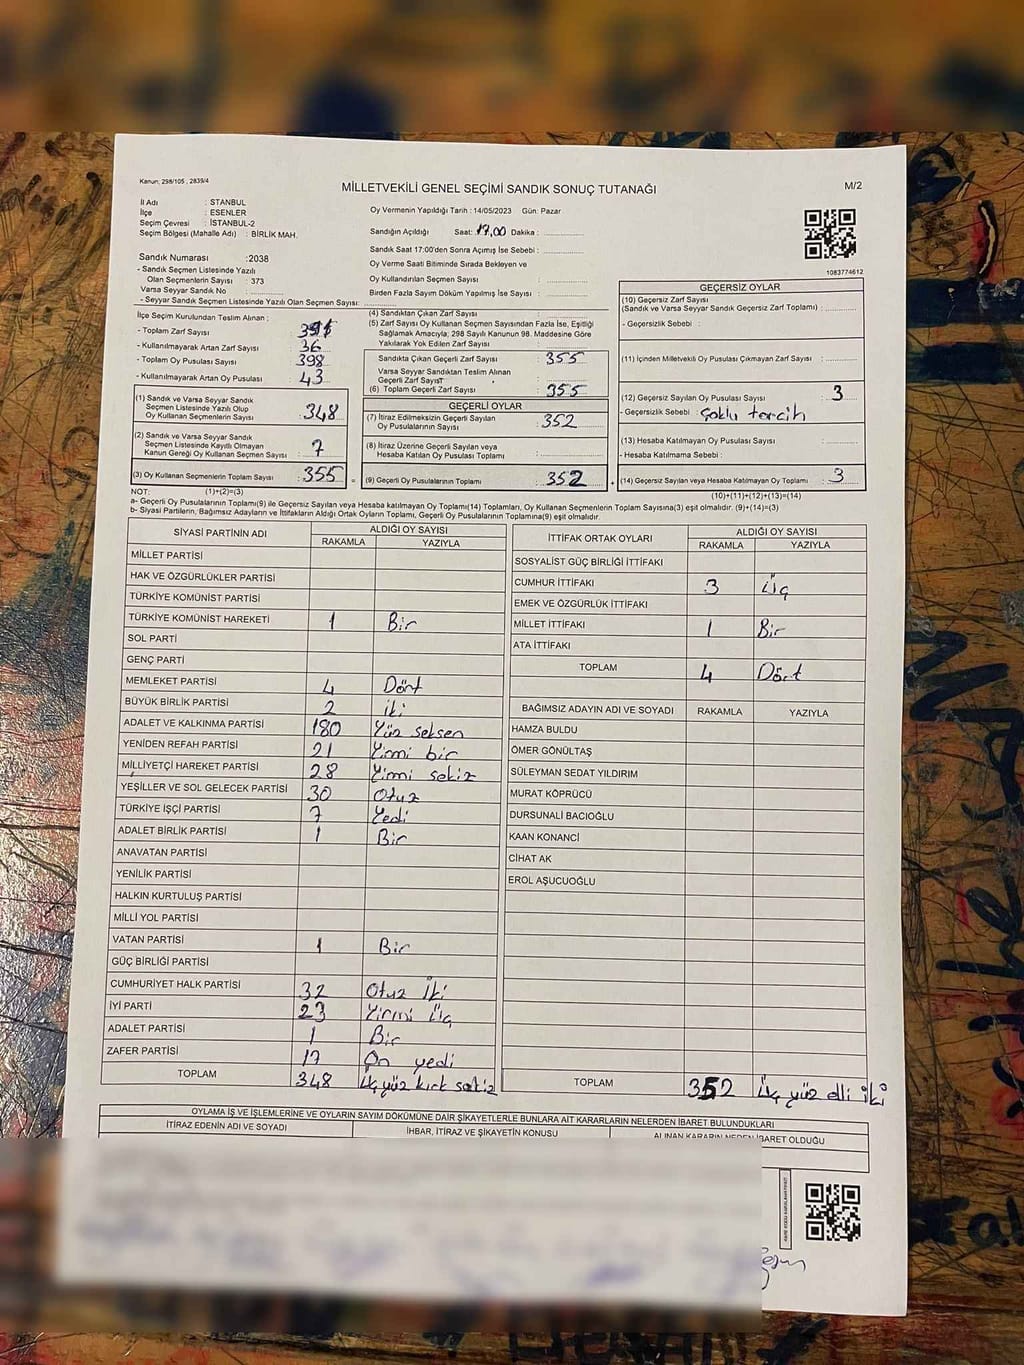 Kanun; 298/105 , 2839/4
MİLLETVEKİLİ GENEL SEÇİMİ SANDIK SONUÇ TUTANAĞI
M/2
İl Adı : STANBUL
İlçe : ESENLER
Seçim Çevresi : İSTANBUL-2
Seçim Bölgesi (Mahalle Adı) : BİRLİK MAH.
Sandık Numarası :2038
- Sandık Seçmen Listesinde Yazılı
Olan Seçmenlerin Sayısı : 373
Varsa Seyyar Sandık No :
- Seyyar Sandık Seçmen Listesinde Yazılı Olan Seçmen Sayısı:
Oy Vermenin Yapıldığı Tarih : 14/05/2023 Gün: Pazar
Sandığın Açıldığı Saat: 17,00 Dakika :
Sandık Saat 17:00'den Sonra Açımış İse Sebebi :
Oy Verme Saati Bitiminde Sırada Bekleyen ve
Oy Kullandırılan Seçmen Sayısı :
Birden Fazla Sayım Döküm Yapılmış İse Sayısı :
1083774612
İlçe Seçim Kurulundan Teslim Alınan :
- Toplam Zarf Sayısı :
- Kullanılmayarak Artan Zarf Sayısı : 36
- Toplam Oy Pusulası Sayısı : 398
- Kullanılmayarak Artan Oy Pusulası : 43
(1) Sandık ve Varsa Seyyar Sandık
Seçmen Listesinde Yazılı Olup
Oy Kullanan Seçmenlerin Sayısı : 348
(2) Sandık ve Varsa Seyyar Sandık
Seçmen Listesinde Kayıtlı Olmayan
Kanun Gereği Oy Kullanan Seçmen Sayısı : 7
(3) Oy Kullanan Seçmenlerin Toplam Sayısı : 355 =
(1)+(2)=(3)
(4) Sandıktan Çıkan Zarf Sayısı :
(5) Zarf Sayısı Oy Kullanan Seçmen Sayısından Fazla İse, Eşitliği
Sağlamak Amacıyla; 298 Sayılı Kanunun 98. Maddesine Göre
Yakılarak Yok Edilen Zarf Sayısı :
Sandıkta Çıkan Geçerli Zarf Sayısı : 355
Varsa Seyyar Sandıktan Teslim Alınan
Geçerli Zarf Sayısı :
(6) Toplam Geçerli Zarf Sayısı : 355
GEÇERLİ OYLAR
(7) İtiraz Edilmeksizin Geçerli Sayılan
Oy Pusulalarının Sayısı : 352
(8) İtiraz Üzerine Geçerli Sayılan veya
Hesaba Katılan Oy Pusulası Toplamı :
(9) Geçerli Oy Pusulalarının Toplamı : 352 +
GEÇERSİZ OYLAR
(10) Geçersiz Zarf Sayısı
(Sandık ve Varsa Seyyar Sandık Geçersiz Zarf Toplamı) :
- Geçersizlik Sebebi :
(11) İçinden Milletvekili Oy Pusulası Çıkmayan Zarf Sayısı :
(12) Geçersiz Sayılan Oy Pusulası Sayısı : 3
- Geçersizlik Sebebi : Çoklu tercih
(13) Hesaba Katılmayan Oy Pusulası Sayısı :
- Hesaba Katılmama Sebebi :
(14) Geçersiz Sayılan veya Hesaba Katılmayan Oy Toplamı : 3
(10)+(11)+(12)+(13)=(14)
NOT:
a- Geçerli Oy Pusulalarının Toplamı(9) ile Geçersiz Sayılan veya Hesaba katılmayan Oy Toplamı(14) Toplamları, Oy Kullanan Seçmenlerin Toplam Sayısına(3) eşit olmalıdır. (9)+(14)=(3)
b- Siyasi Partilerin, Bağımsız Adayların ve İttifakların Aldığı Ortak Oyların Toplamı, Geçerli Oy Pusulalarının Toplamına(9) eşit olmalıdır.
SİYASİ PARTİNİN ADI ALDIĞI OY SAYISI
RAKAMLA YAZIYLA
MİLLET PARTİSİ
HAK VE ÖZGÜRLÜKLER PARTİSİ
TÜRKİYE KOMÜNİST PARTİSİ
TÜRKİYE KOMÜNİST HAREKETİ 1 Bir
SOL PARTİ
GENÇ PARTİ
MEMLEKET PARTİSİ 4 Dört
BÜYÜK BİRLİK PARTİSİ 2 iki
ADALET VE KALKINMA PARTİSİ 180 Yüz seksen
YENİDEN REFAH PARTİSİ 21 Yirmi bir
MİLLİYETÇİ HAREKET PARTİSİ 28 Yirmi sekiz
YEŞİLLER VE SOL GELECEK PARTİSİ 30 Otuz
TÜRKİYE İŞÇİ PARTİSİ 7 Yedi
ADALET BİRLİK PARTİSİ 1 Bir
ANAVATAN PARTİSİ
YENİLİK PARTİSİ
HALKIN KURTULUŞ PARTİSİ
MİLLİ YOL PARTİSİ
VATAN PARTİSİ 1 Bir
GÜÇ BİRLİĞİ PARTİSİ
CUMHURİYET HALK PARTİSİ 32 Otuz İki
İYİ PARTİ 23 Yirmi Üç
ADALET PARTİSİ 1 Bir
ZAFER PARTİSİ 17 On yedi
TOPLAM 348 Üç yüz kırk sekiz
İTTİFAK ORTAK OYLARI ALDIĞI OY SAYISI
RAKAMLA YAZIYLA
SOSYALİST GÜÇ BİRLİĞİ İTTİFAKI
CUMHUR İTTİFAKI 3 Üç
EMEK VE ÖZGÜRLÜK İTTİFAKI
MİLLET İTTİFAKI 1 Bir
ATA İTTİFAKI
TOPLAM 4 Dört
BAĞIMSIZ ADAYIN ADI VE SOYADI RAKAMLA YAZIYLA
HAMZA BULDU
ÖMER GÖNÜLTAŞ
SÜLEYMAN SEDAT YILDIRIM
MURAT KÖPRÜCÜ
DURSUNALİ BACIOĞLU
KAAN KONANCİ
CİHAT AK
EROL AŞUCUOĞLU
TOPLAM 352 Üç yüz elli iki
OYLAMA İŞ VE İŞLEMLERİNE VE OYLARIN SAYIM DÖKÜMÜNE DAİR ŞİKAYETLERLE BUNLARA AİT KARARLARIN NELERDEN İBARET BULUNDUKLARI
İTİRAZ EDENİN ADI VE SOYADI İHBAR, İTİRAZ VE ŞİKAYETİN KONUSU ALINAN KARARIN NEDEN İBARET OLDUĞU